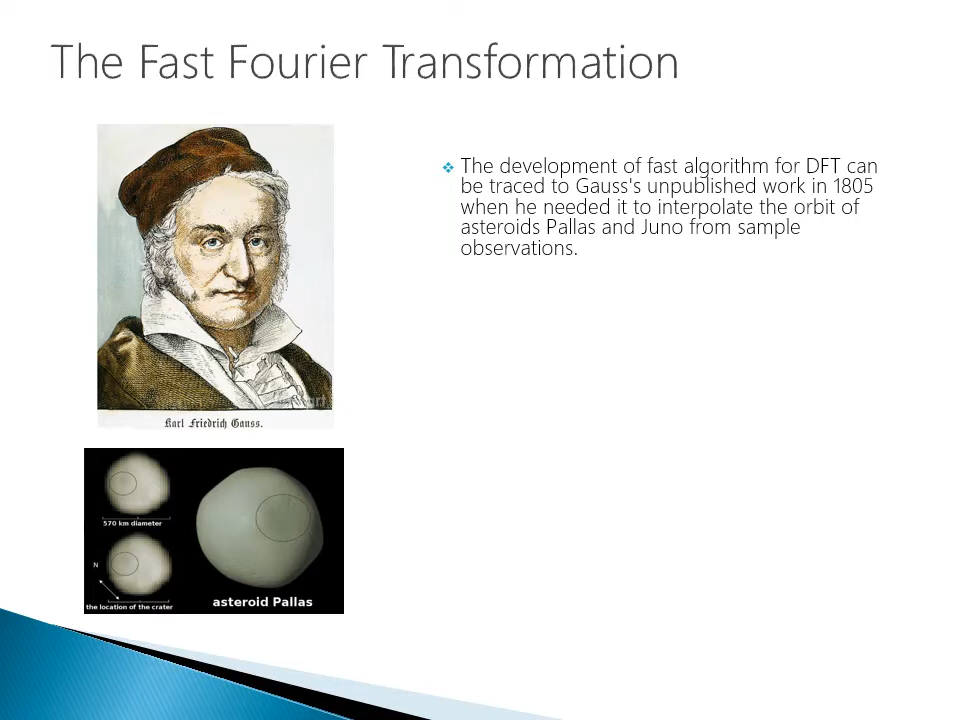 The Fast Fourier Transformation
The development of fast algorithm for DFT can
be traced to Gauss's unpublished work in 1805
when he needed it to interpolate the orbit of
asteroids Pallas and Juno from sample
observations.
Karl Friedrich Gauss.
570 km diameter
N
the location of the crater
asteroid Pallas